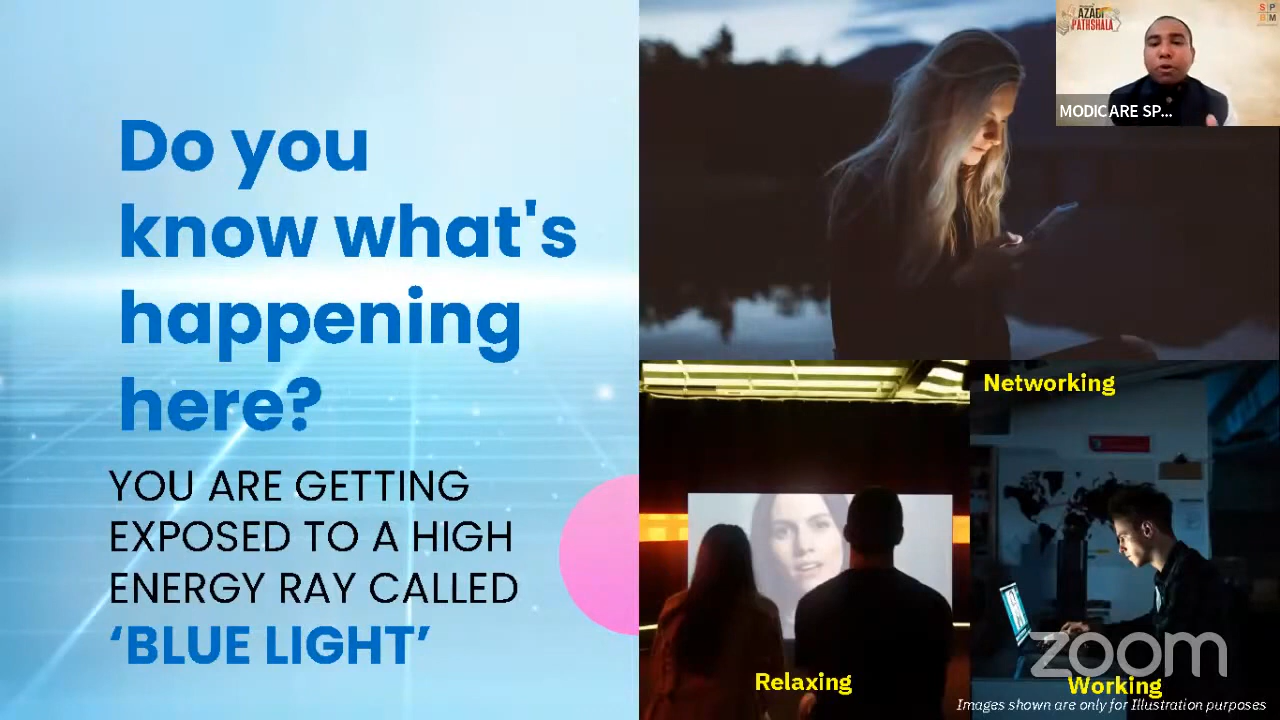 Do you
know what's
happening
here?
YOU ARE GETTING
EXPOSED TO A HIGH
ENERGY RAY CALLED
‘BLUE LIGHT’
AZADI
PATHSHALA
S P
B M
MODICARE SP...
Networking
Relaxing
zoom
Working
Images shown are only for Illustration purposes